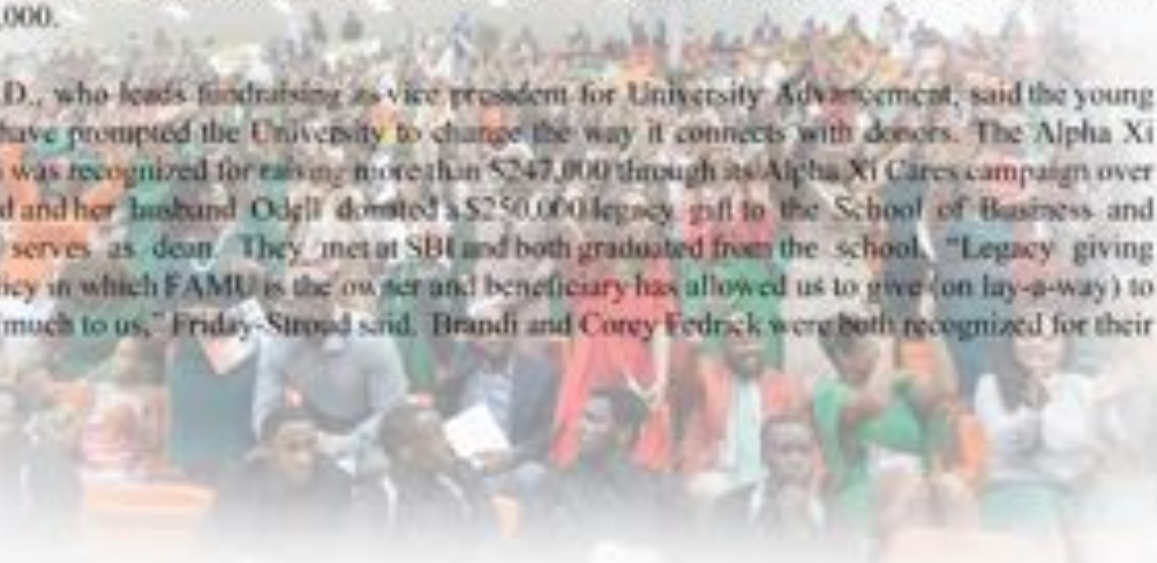 ,000.
.D., who leads fundraising as vice president for University Advancement, said the young
have prompted the University to change the way it connects with donors. The Alpha Xi
was recognized for raising more than $247,000 through its Alpha Xi Cares campaign over
d and her husband Odell donated a $250,000 legacy gift to the School of Business and
serves as dean. They met at SBI and both graduated from the school. "Legacy giving
icy in which FAMU is the owner and beneficiary has allowed us to give (on lay-a-way) to
much to us," Friday-Stroud said. Brandi and Corey Fedrick were both recognized for their